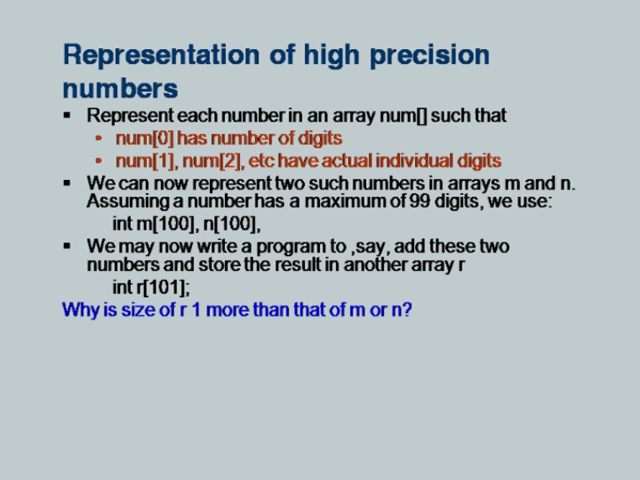 Representation of high precision
numbers
▪ Represent each number in an array num[] such that
• num[0] has number of digits
• num[1], num[2], etc have actual individual digits
▪ We can now represent two such numbers in arrays m and n.
Assuming a number has a maximum of 99 digits, we use:
int m[100], n[100],
▪ We may now write a program to ,say, add these two
numbers and store the result in another array r
int r[101];
Why is size of r 1 more than that of m or n?